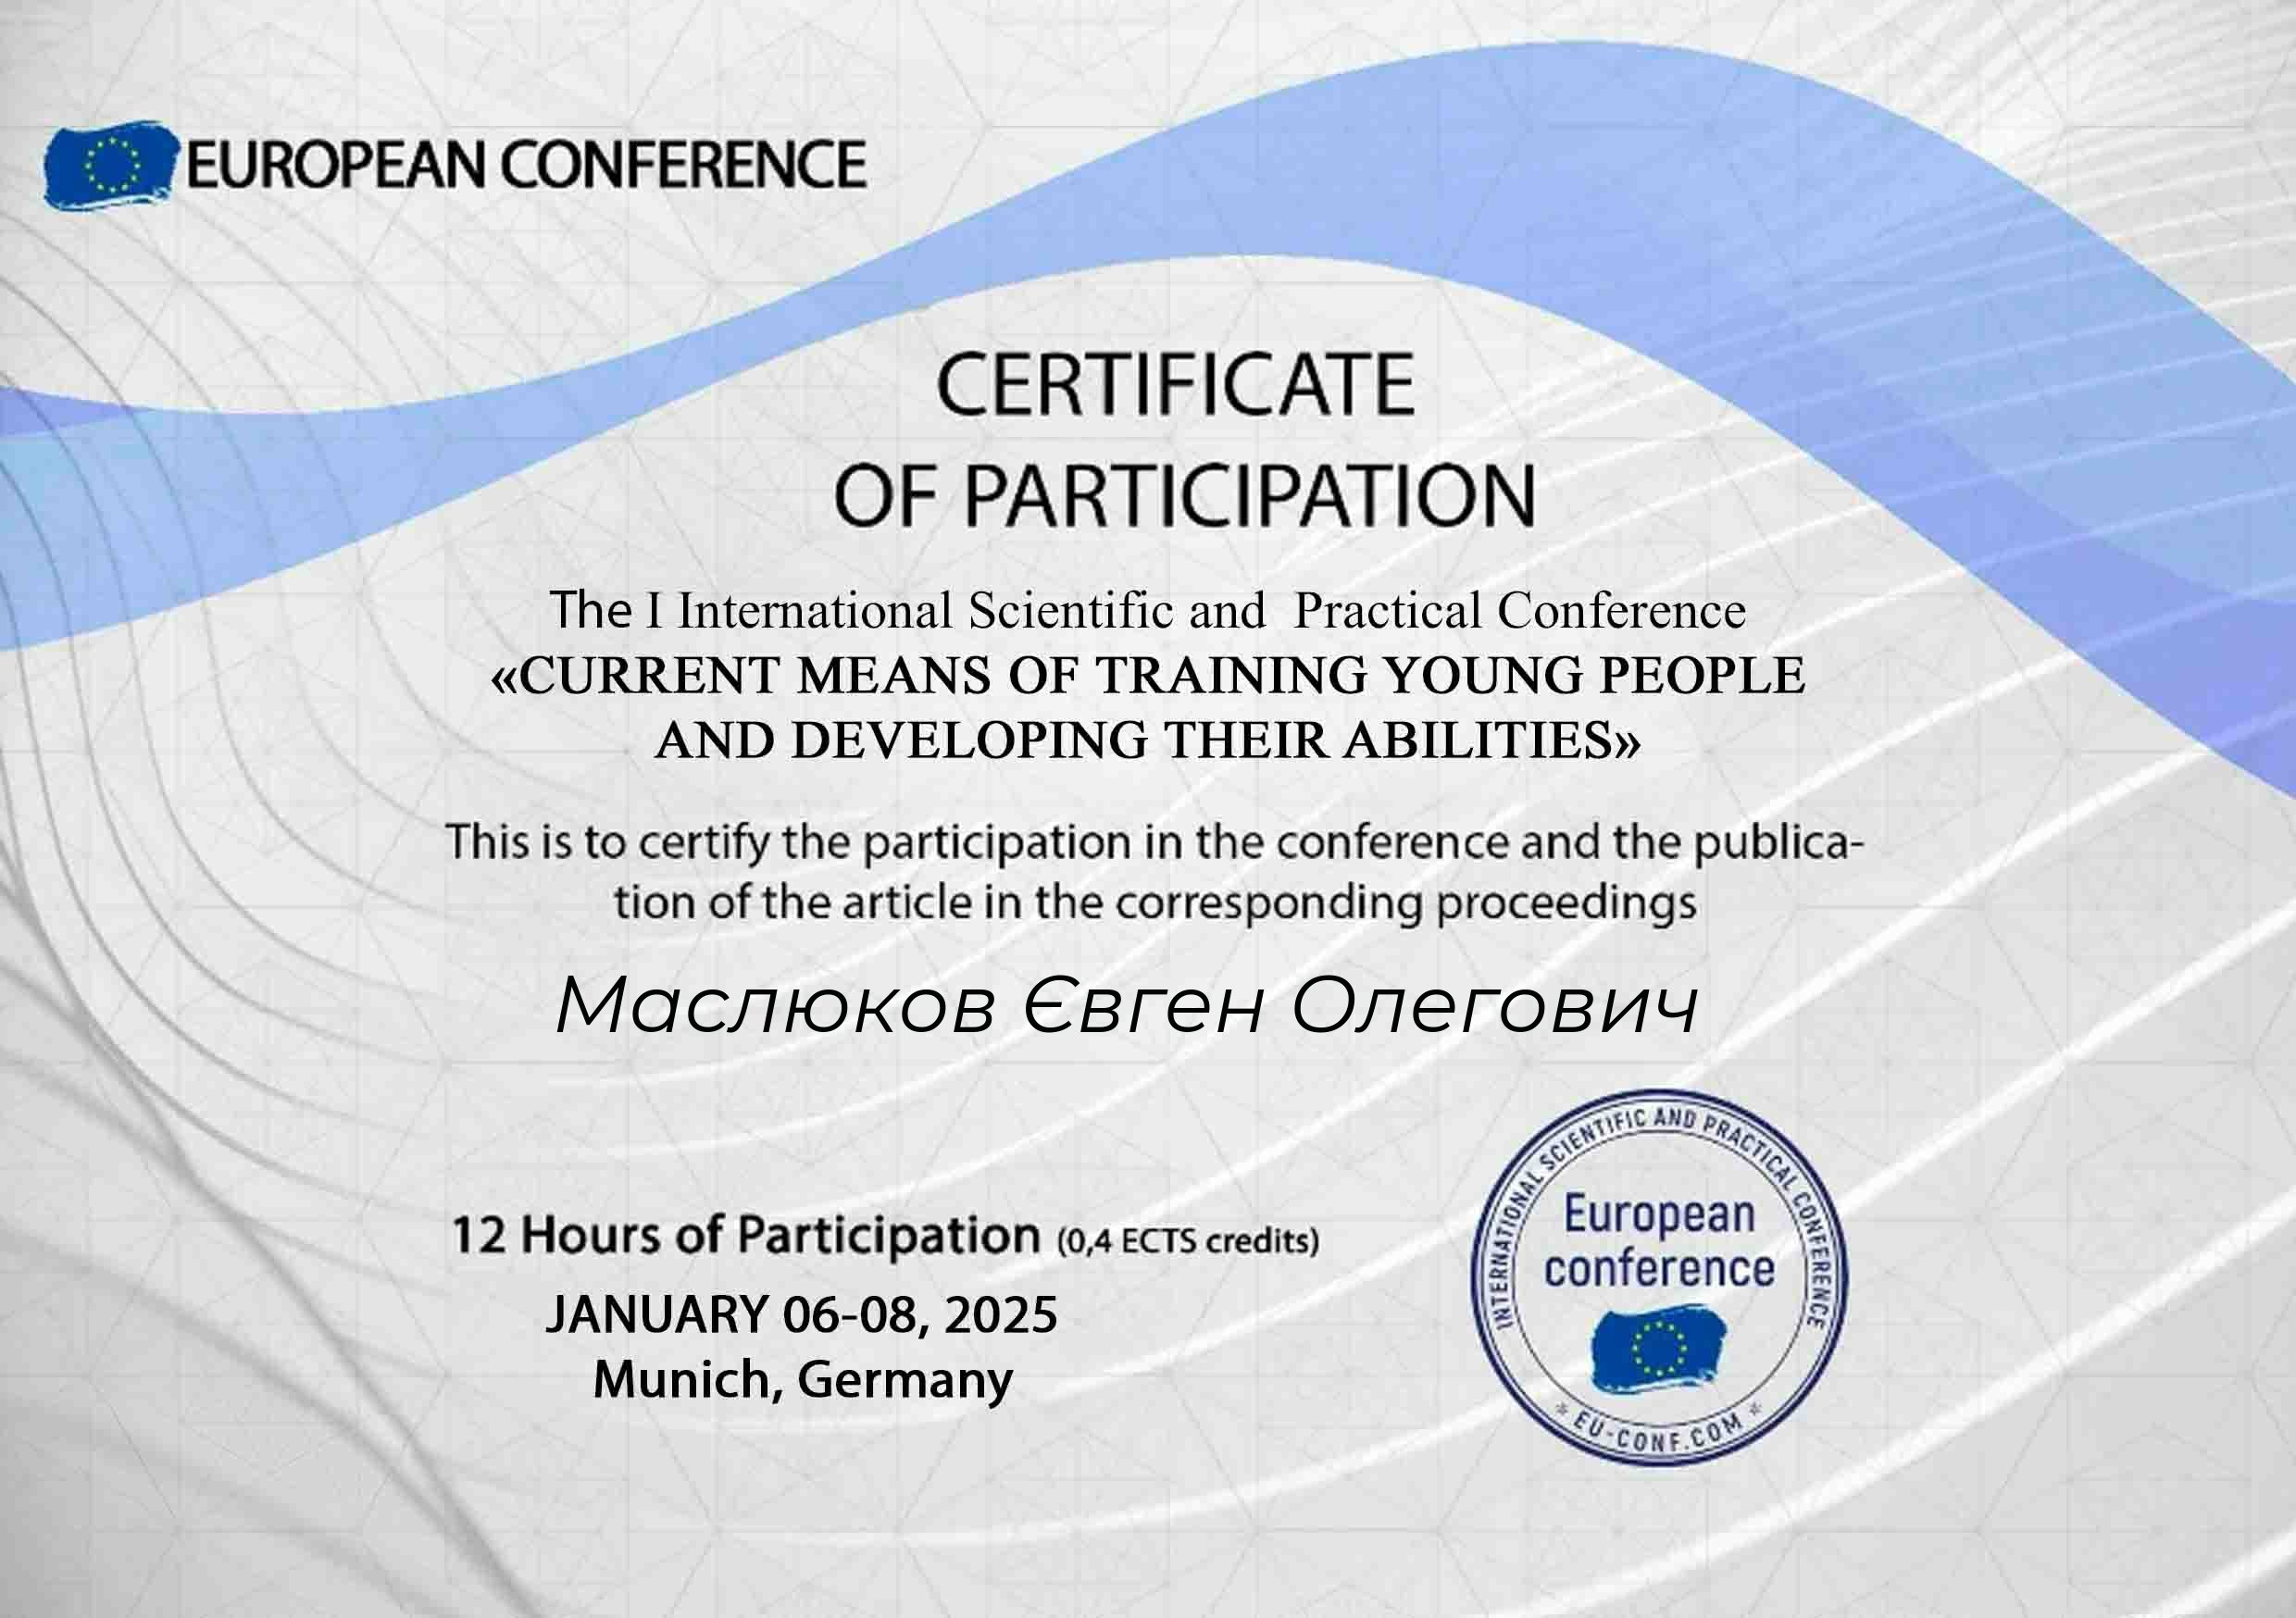 EUROPEAN CONFERENCE
CERTIFICATE
OF PARTICIPATION
The I International Scientific and Practical Conference
«CURRENT MEANS OF TRAINING YOUNG PEOPLE
AND DEVELOPING THEIR ABILITIES»
This is to certify the participation in the conference and the publica-
tion of the article in the corresponding proceedings
Маслюков Євген Олегович
12 Hours of Participation (0,4 ECTS credits)
JANUARY 06-08, 2025
Munich, Germany
INTERNATIONAL SCIENTIFIC AND PRACTICAL CONFERENCE
European
conference
* EU-CONF.COM *